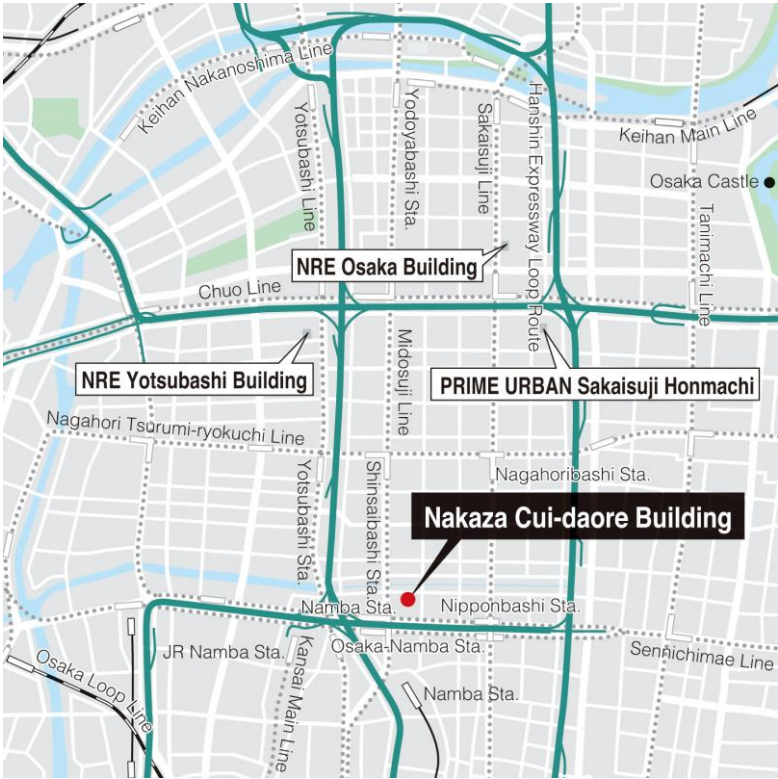 Keihan Nakanoshima Line
Yotsubashi Line
Yodoyabashi Sta.
Sakaisuji Line
Hanshin Expressway Loop Route
Keihan Main Line
Osaka Castle
Tanimachi Line
NRE Osaka Building
Chuo Line
Midosuji Line
NRE Yotsubashi Building
PRIME URBAN Sakaisuji Honmachi
Nagahori Tsurumi-ryokuchi Line
Yotsubashi Sta.
Shinsaibashi Sta.
Nagahoribashi Sta.
Nakaza Cui-daore Building
Namba Sta.
Nipponbashi Sta.
JR Namba Sta.
Kansai Main Line
Osaka-Namba Sta.
Sennichimae Line
Osaka Loop Line
Namba Sta.